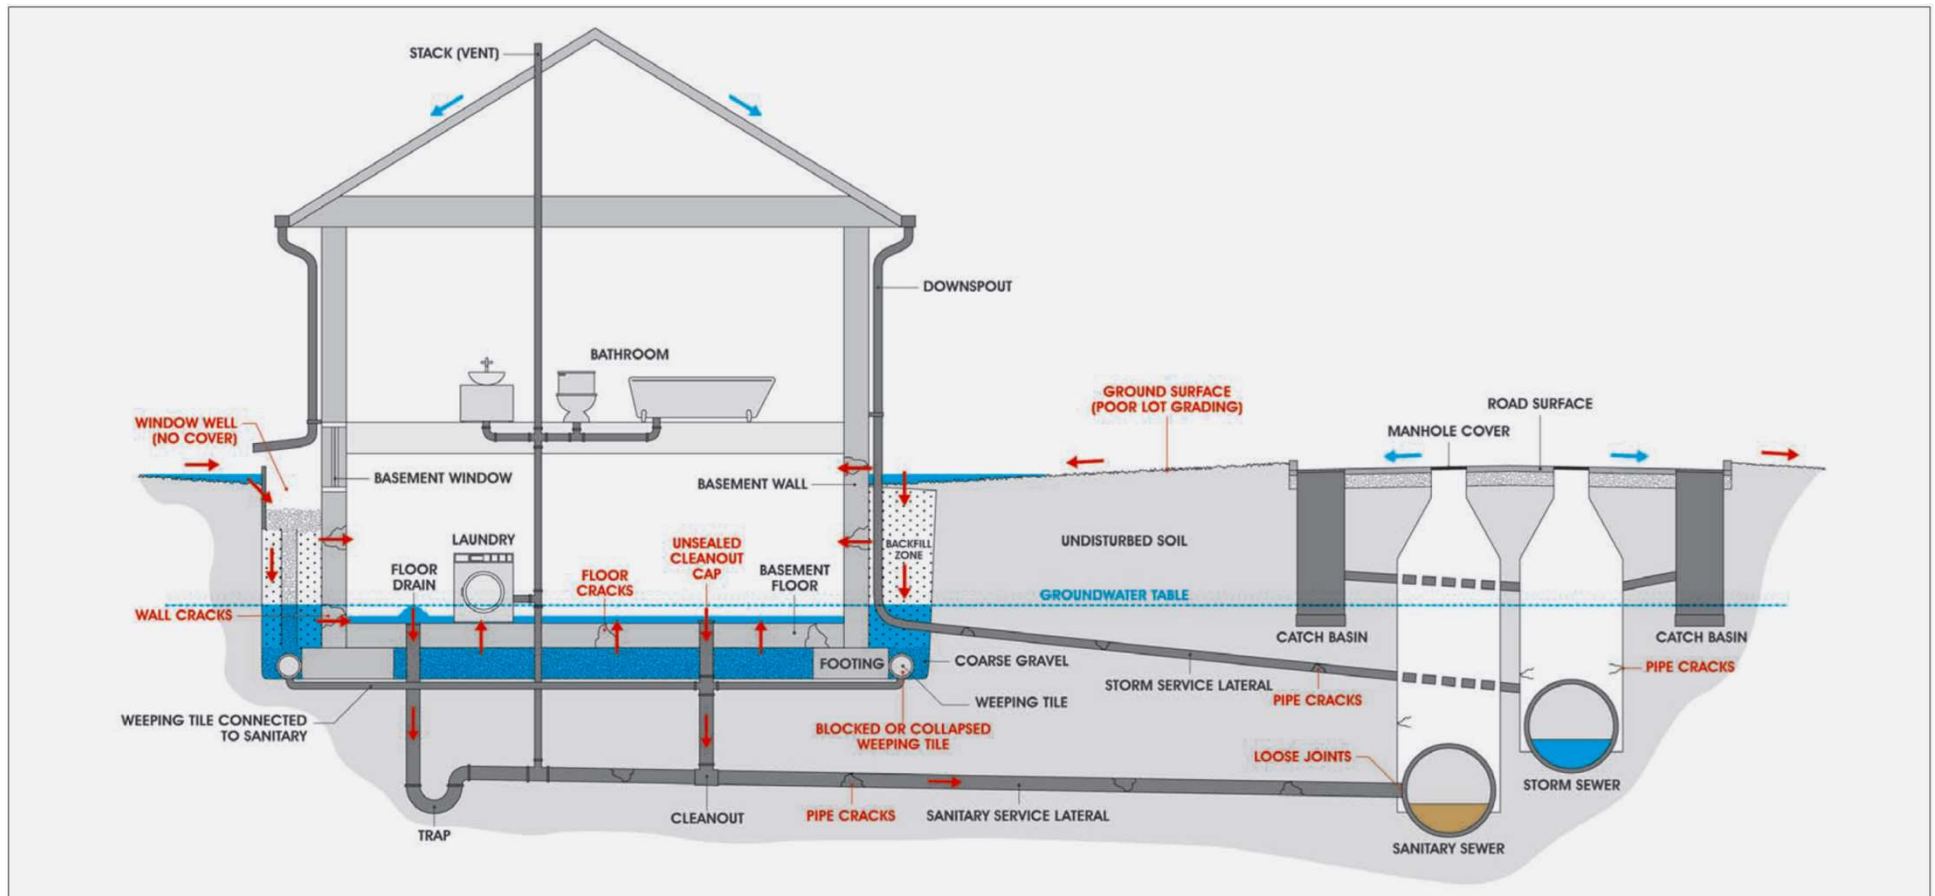 STACK (VENT)
DOWNSPOUT
BATHROOM
GROUND SURFACE
(POOR LOT GRADING)
ROAD SURFACE
MANHOLE COVER
WINDOW WELL
(NO COVER)
BASEMENT WINDOW
BASEMENT WALL
LAUNDRY
UNSEALED
CLEANOUT
CAP
BACKFILL
ZONE
UNDISTURBED SOIL
FLOOR
DRAIN
FLOOR
CRACKS
BASEMENT
FLOOR
GROUNDWATER TABLE
WALL CRACKS
CATCH BASIN
CATCH BASIN
FOOTING
COARSE GRAVEL
STORM SERVICE LATERAL
PIPE CRACKS
PIPE CRACKS
WEEPING TILE
WEEPING TILE CONNECTED
TO SANITARY
BLOCKED OR COLLAPSED
WEEPING TILE
LOOSE JOINTS
STORM SEWER
TRAP
CLEANOUT
PIPE CRACKS
SANITARY SERVICE LATERAL
SANITARY SEWER